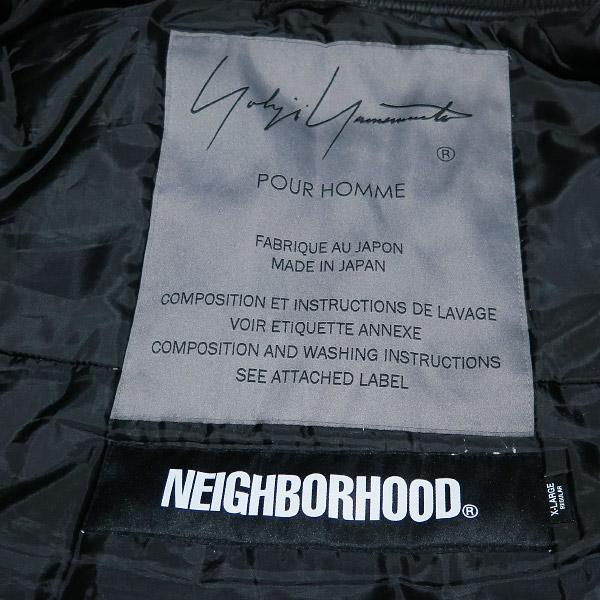 Yohji Yamamoto
®
POUR HOMME
FABRIQUE AU JAPON
MADE IN JAPAN
COMPOSITION ET INSTRUCTIONS DE LAVAGE
VOIR ETIQUETTE ANNEXE
COMPOSITION AND WASHING INSTRUCTIONS
SEE ATTACHED LABEL
NEIGHBORHOOD®
X-LARGE
REGULAR